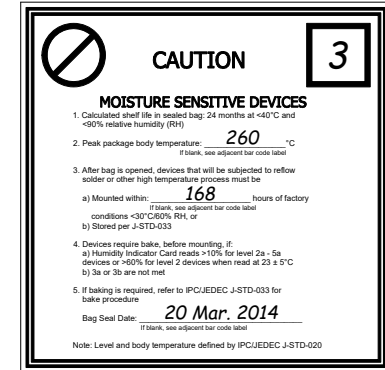 CAUTION
3
MOISTURE SENSITIVE DEVICES
1. Calculated shelf life in sealed bag: 24 months at <40°C and
<90% relative humidity (RH)
2. Peak package body temperature: 260 °C
If blank, see adjacent bar code label
3. After bag is opened, devices that will be subjected to reflow
solder or other high temperature process must be
a) Mounted within: 168 hours of factory
If blank, see adjacent bar code label
conditions <30°C/60% RH, or
b) Stored per J-STD-033
4. Devices require bake, before mounting, if:
a) Humidity Indicator Card reads >10% for level 2a - 5a
devices or >60% for level 2 devices when read at 23 ± 5°C
b) 3a or 3b are not met
5. If baking is required, refer to IPC/JEDEC J-STD-033 for
bake procedure
Bag Seal Date: 20 Mar. 2014
If blank, see adjacent bar code label
Note: Level and body temperature defined by IPC/JEDEC J-STD-020